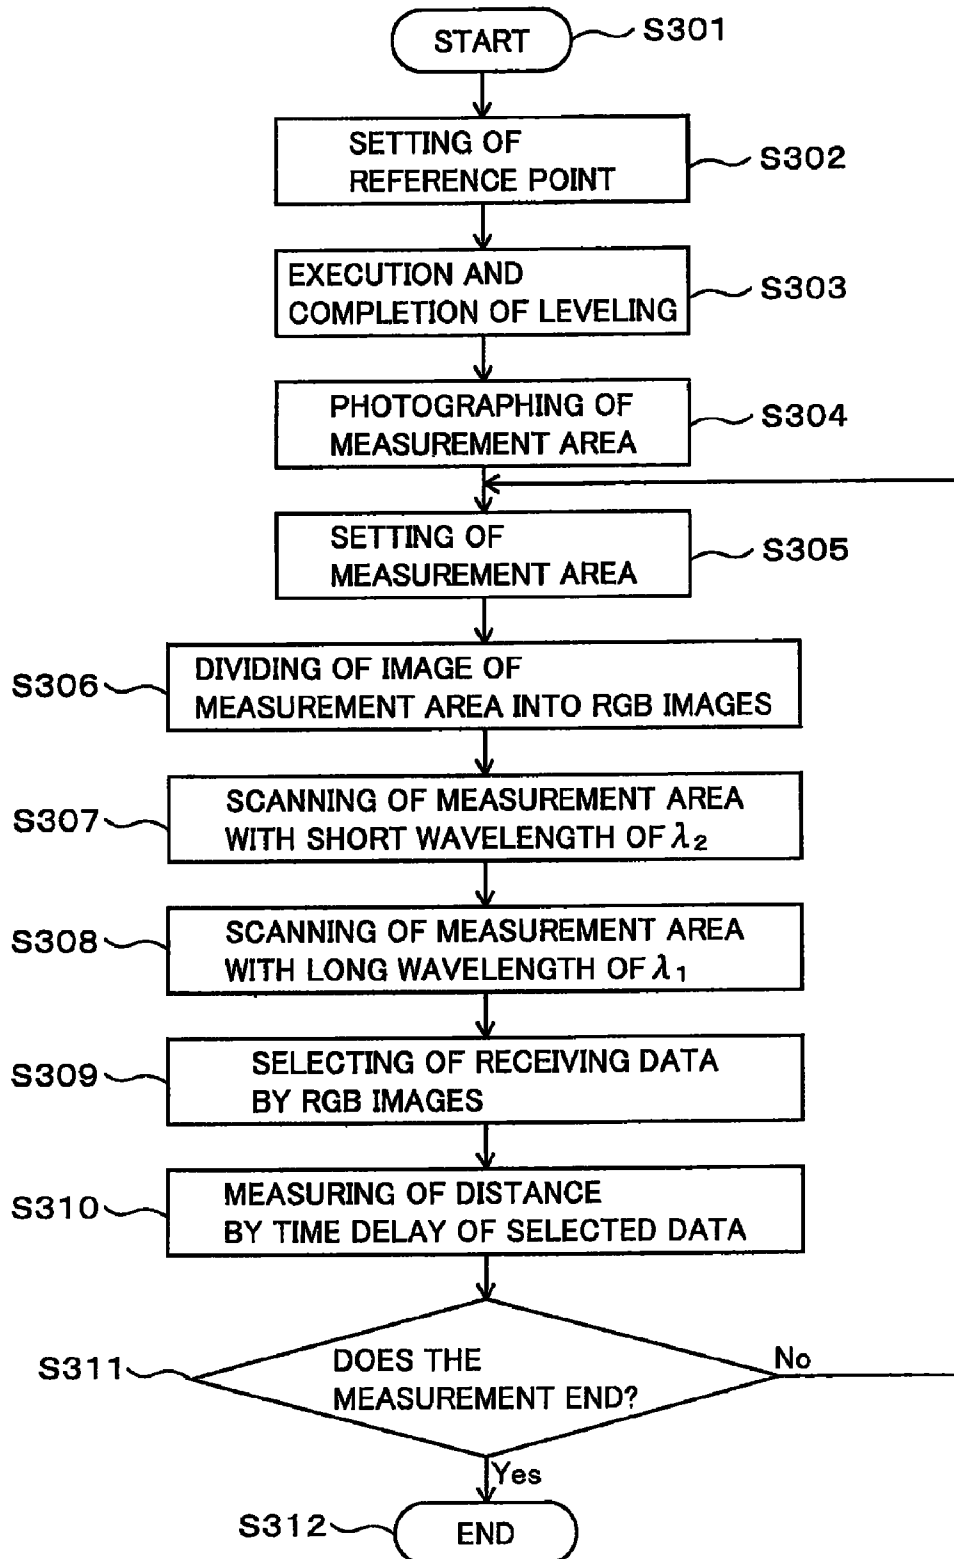 START
S301
SETTING OF
REFERENCE POINT
S302
EXECUTION AND
COMPLETION OF LEVELING
S303
PHOTOGRAPHING OF
MEASUREMENT AREA
S304
SETTING OF
MEASUREMENT AREA
S305
S306
DIVIDING OF IMAGE OF
MEASUREMENT AREA INTO RGB IMAGES
S307
SCANNING OF MEASUREMENT AREA
WITH SHORT WAVELENGTH OF λ₂
S308
SCANNING OF MEASUREMENT AREA
WITH LONG WAVELENGTH OF λ₁
S309
SELECTING OF RECEIVING DATA
BY RGB IMAGES
S310
MEASURING OF DISTANCE
BY TIME DELAY OF SELECTED DATA
S311
DOES THE
MEASUREMENT END?
No
Yes
S312
END